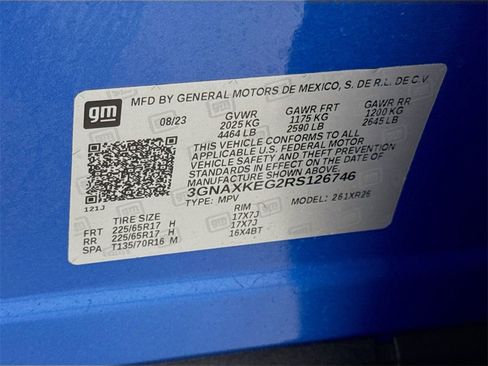 gm
MFD BY GENERAL MOTORS DE MEXICO, S. DE R.L. DE C.V.
08/23 GVWR GAWR FRT GAWR RR
2025 KG 1175 KG 1200 KG
4464 LB 2590 LB 2645 LB
THIS VEHICLE CONFORMS TO ALL
APPLICABLE U.S. FEDERAL MOTOR
VEHICLE SAFETY AND THEFT
PREVENTION STANDARDS IN
EFFECT ON THE DATE OF
MANUFACTURE SHOWN ABOVE.
3GNAXKEG2RS126746
TYPE: MPV MODEL: 261XR26
121J
TIRE SIZE RIM
FRT 225/65R17 H 17X7J
RR 225/65R17 H 17X7J
SPA T135/70R16 M 16X4BT